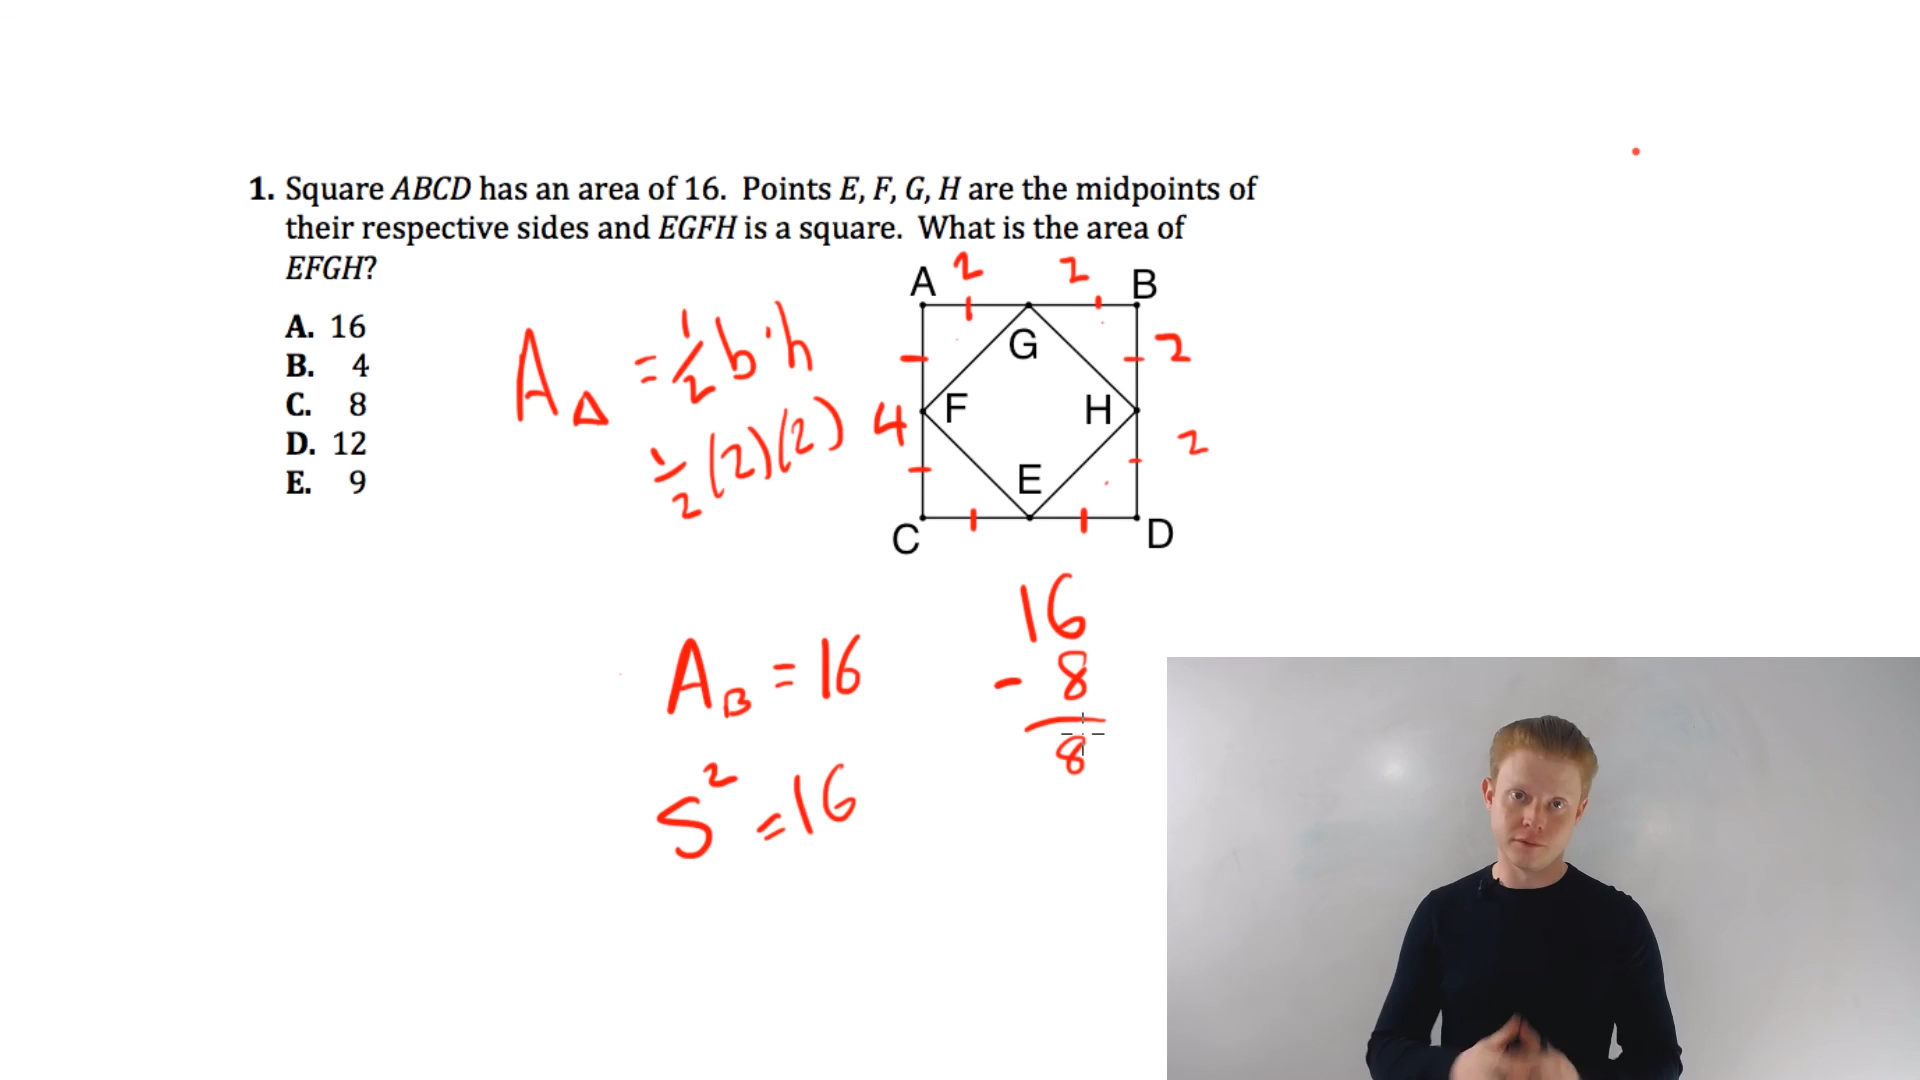 1. Square ABCD has an area of 16. Points E, F, G, H are the midpoints of
their respective sides and EGFH is a square. What is the area of
EFGH?
A. 16
B. 4
C. 8
D. 12
E. 9
A△ = 1/2 b·h
1/2 (2)(2)
A 2 2 B
G 2
4 F H
2
E
C D
A_B = 16
S² = 16
16
- 8
8